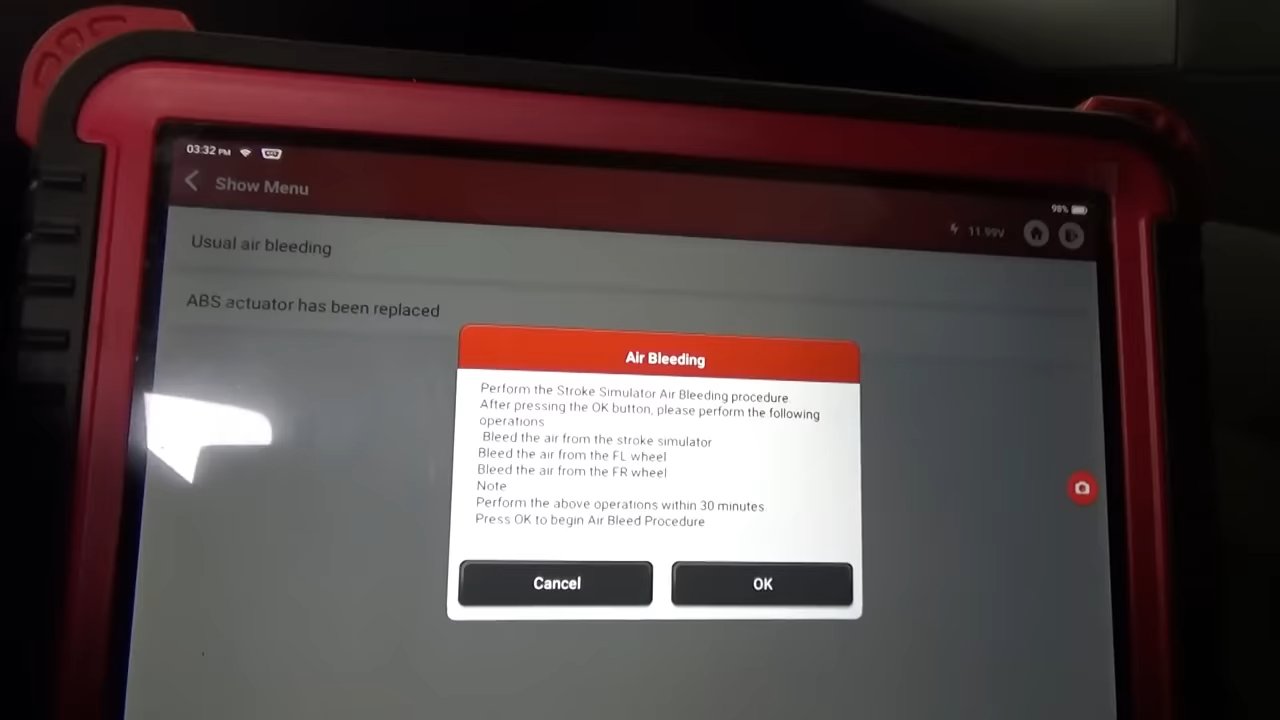 03:32 PM
98%
Show Menu
11.99V
Usual air bleeding
ABS actuator has been replaced
Air Bleeding
Perform the Stroke Simulator Air Bleeding procedure
After pressing the OK button, please perform the following
operations
Bleed the air from the stroke simulator
Bleed the air from the FL wheel
Bleed the air from the FR wheel
Note
Perform the above operations within 30 minutes
Press OK to begin Air Bleed Procedure
Cancel
OK